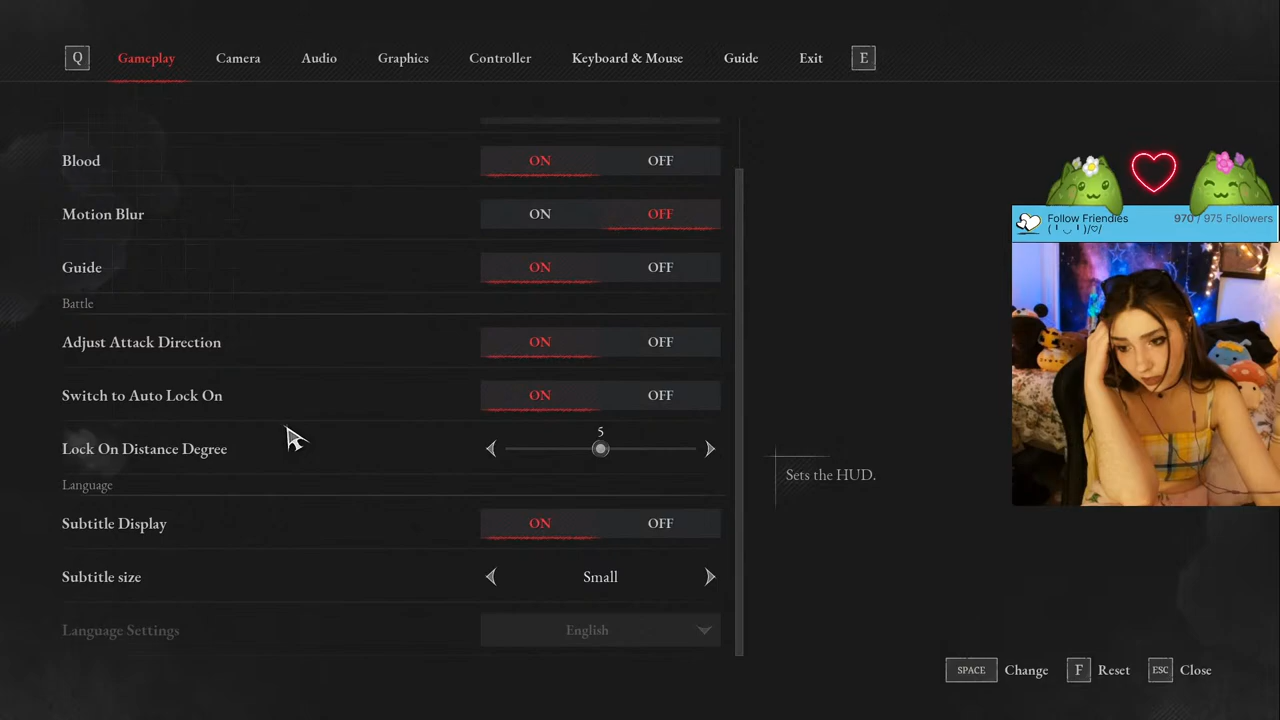 Q Gameplay Camera Audio Graphics Controller Keyboard & Mouse Guide Exit E
Blood ON OFF
Motion Blur ON OFF
Guide ON OFF
Battle
Adjust Attack Direction ON OFF
Switch to Auto Lock On ON OFF
5
Lock On Distance Degree
Language
Subtitle Display ON OFF
Subtitle size Small
Language Settings English
Sets the HUD.
Follow Friendies 970 / 975 Followers
SPACE Change F Reset ESC Close